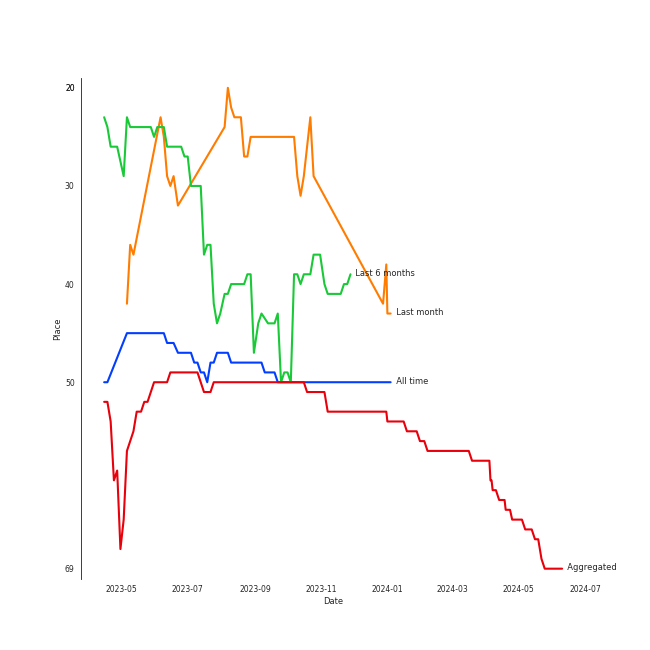 20
30
40
50
69
Place
Last 6 months
Last month
All time
Aggregated
2023-05 2023-07 2023-09 2023-11 2024-01 2024-03 2024-05 2024-07
Date